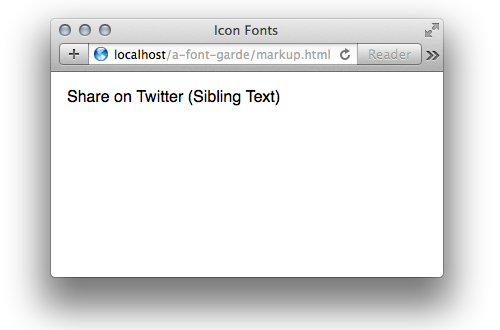 Icon Fonts
localhost/a-font-garde/markup.html Reader
Share on Twitter (Sibling Text)